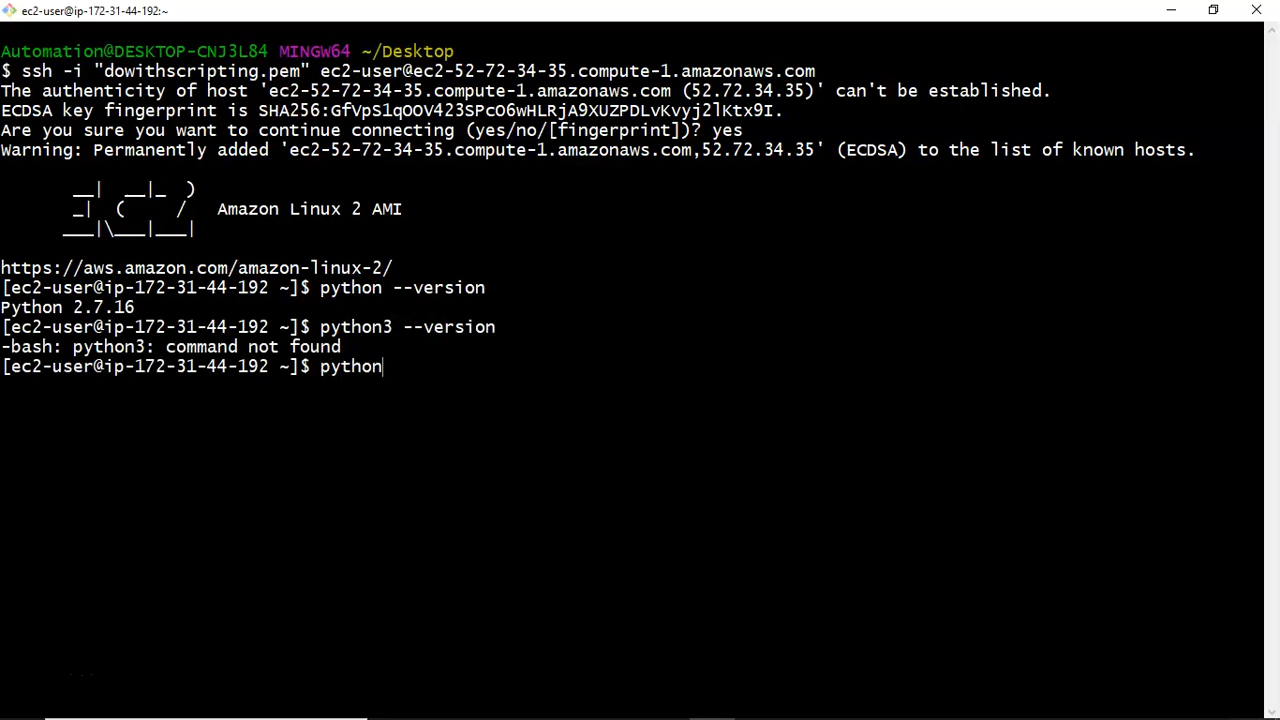 ec2-user@ip-172-31-44-192:~
Automation@DESKTOP-CNJ3L84 MINGW64 ~/Desktop
$ ssh -i "dowithscripting.pem" ec2-user@ec2-52-72-34-35.compute-1.amazonaws.com
The authenticity of host 'ec2-52-72-34-35.compute-1.amazonaws.com (52.72.34.35)' can't be established.
ECDSA key fingerprint is SHA256:GfVpS1qOOV423SPcO6wHLRjA9XUZPDLvKvyj2lKtx9I.
Are you sure you want to continue connecting (yes/no/[fingerprint])? yes
Warning: Permanently added 'ec2-52-72-34-35.compute-1.amazonaws.com,52.72.34.35' (ECDSA) to the list of known hosts.
__|  __|_  )
_|  (     /   Amazon Linux 2 AMI
___|\___|___|
https://aws.amazon.com/amazon-linux-2/
[ec2-user@ip-172-31-44-192 ~]$ python --version
Python 2.7.16
[ec2-user@ip-172-31-44-192 ~]$ python3 --version
-bash: python3: command not found
[ec2-user@ip-172-31-44-192 ~]$ python